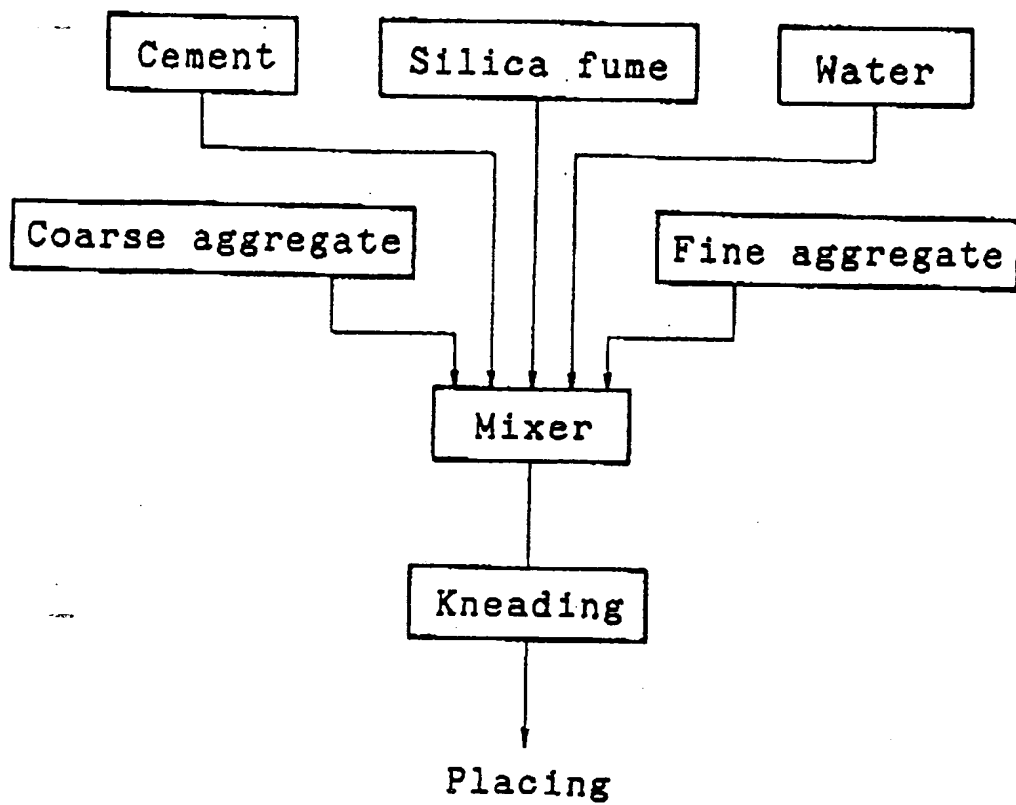 Cement
Silica fume
Water
Coarse aggregate
Fine aggregate
Mixer
Kneading
Placing